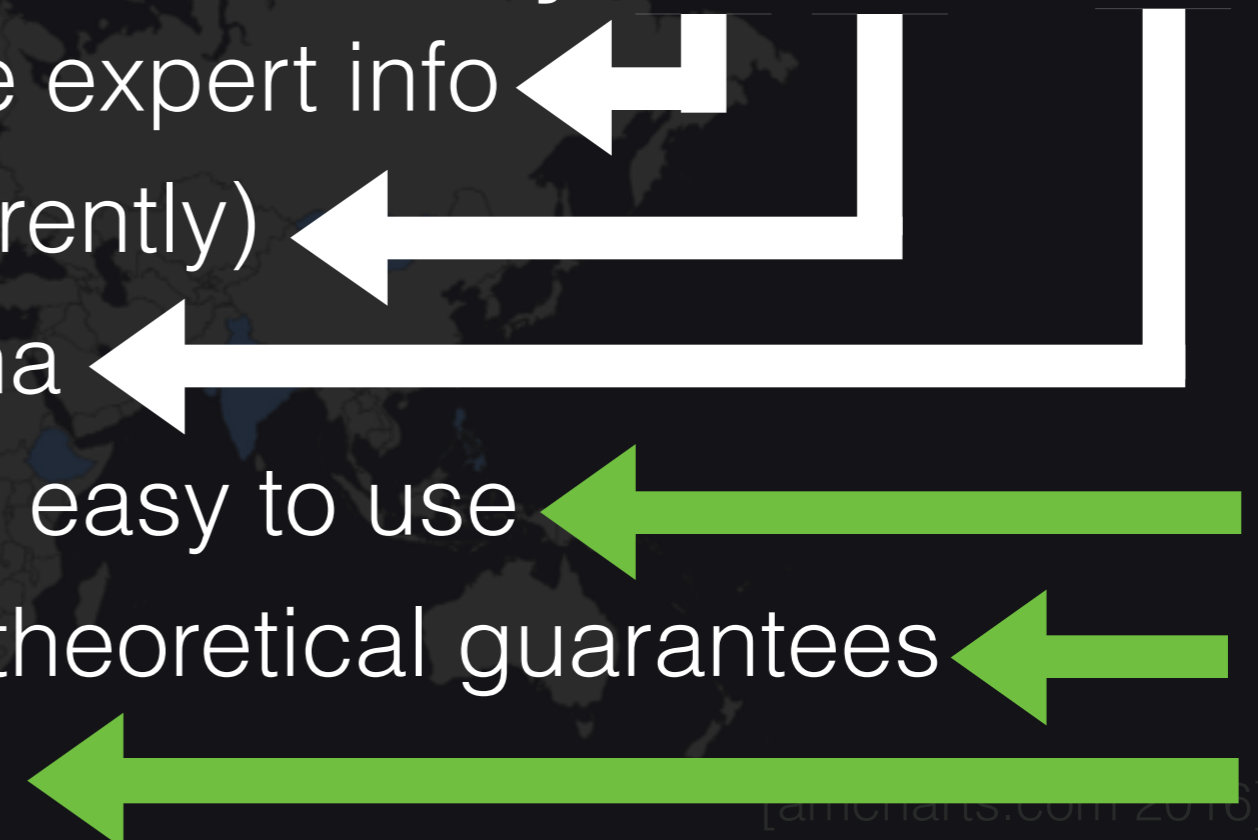 e expert info
rently)
na
easy to use
theoretical guarantees
[amcharts.com 2016